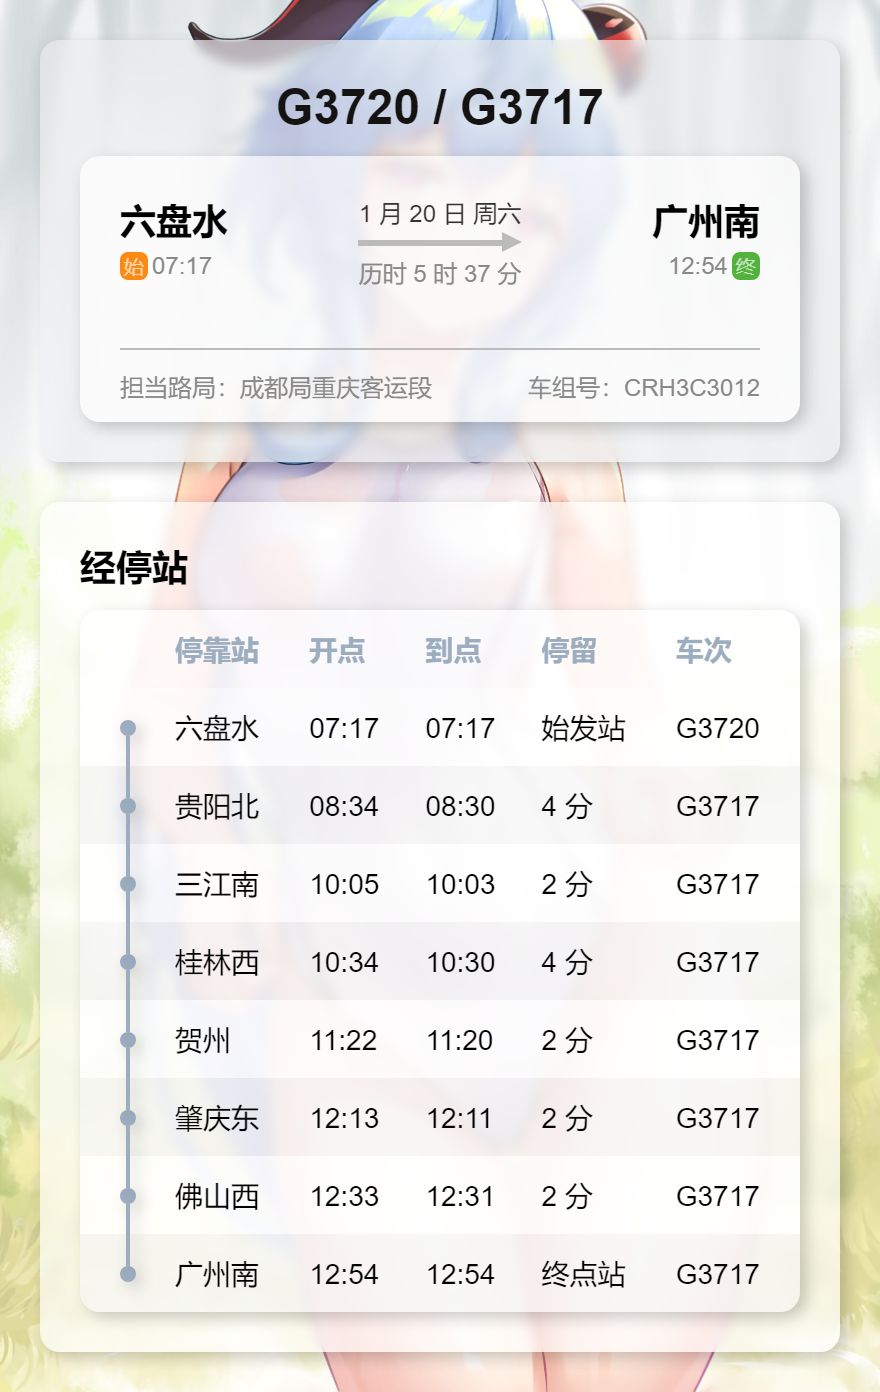 G3720 / G3717
六盘水 1 月 20 日 周六 广州南
始 07:17 历时 5 时 37 分 12:54 终
担当路局：成都局重庆客运段 车组号：CRH3C3012
经停站
停靠站 开点 到点 停留 车次
六盘水 07:17 07:17 始发站 G3720
贵阳北 08:34 08:30 4 分 G3717
三江南 10:05 10:03 2 分 G3717
桂林西 10:34 10:30 4 分 G3717
贺州 11:22 11:20 2 分 G3717
肇庆东 12:13 12:11 2 分 G3717
佛山西 12:33 12:31 2 分 G3717
广州南 12:54 12:54 终点站 G3717